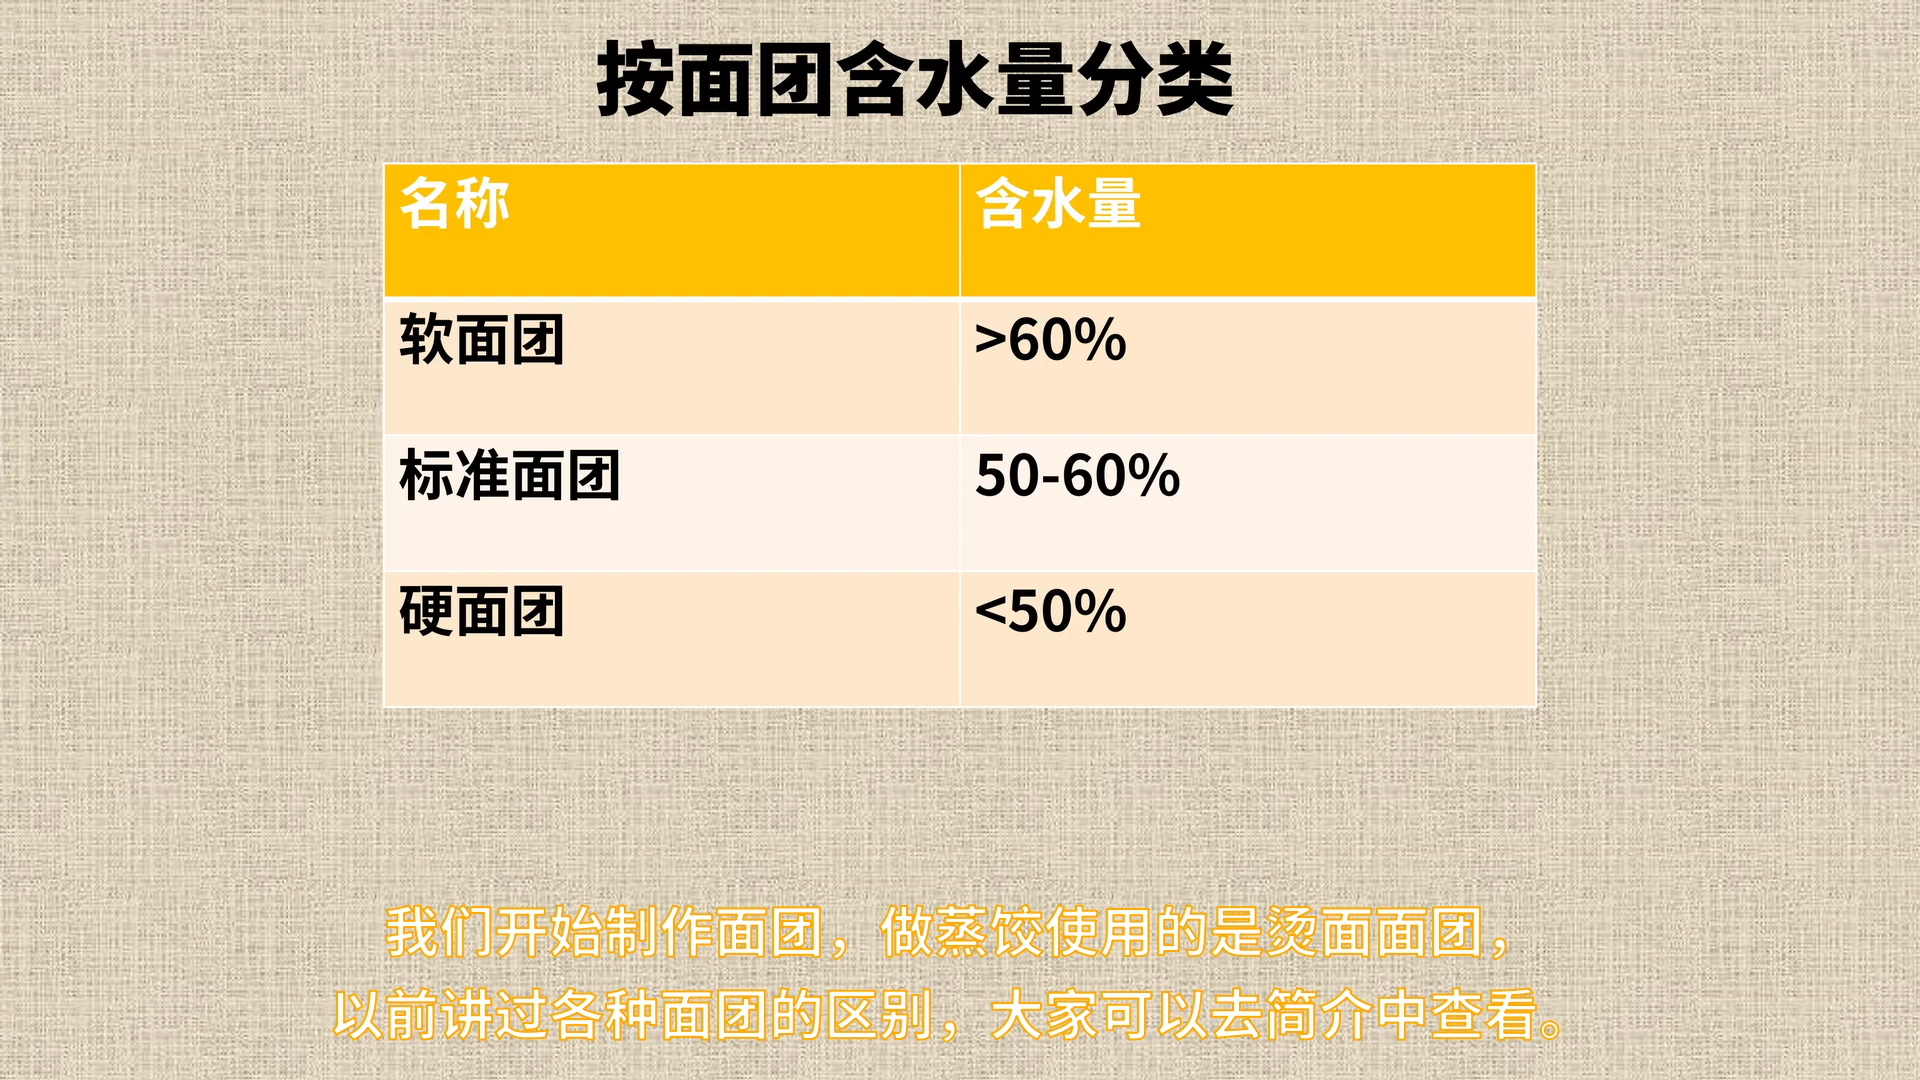 按面团含水量分类
名称 含水量
软面团 >60%
标准面团 50-60%
硬面团 <50%
我们开始制作面团，做蒸饺使用的是烫面面团，
以前讲过各种面团的区别，大家可以去简介中查看。